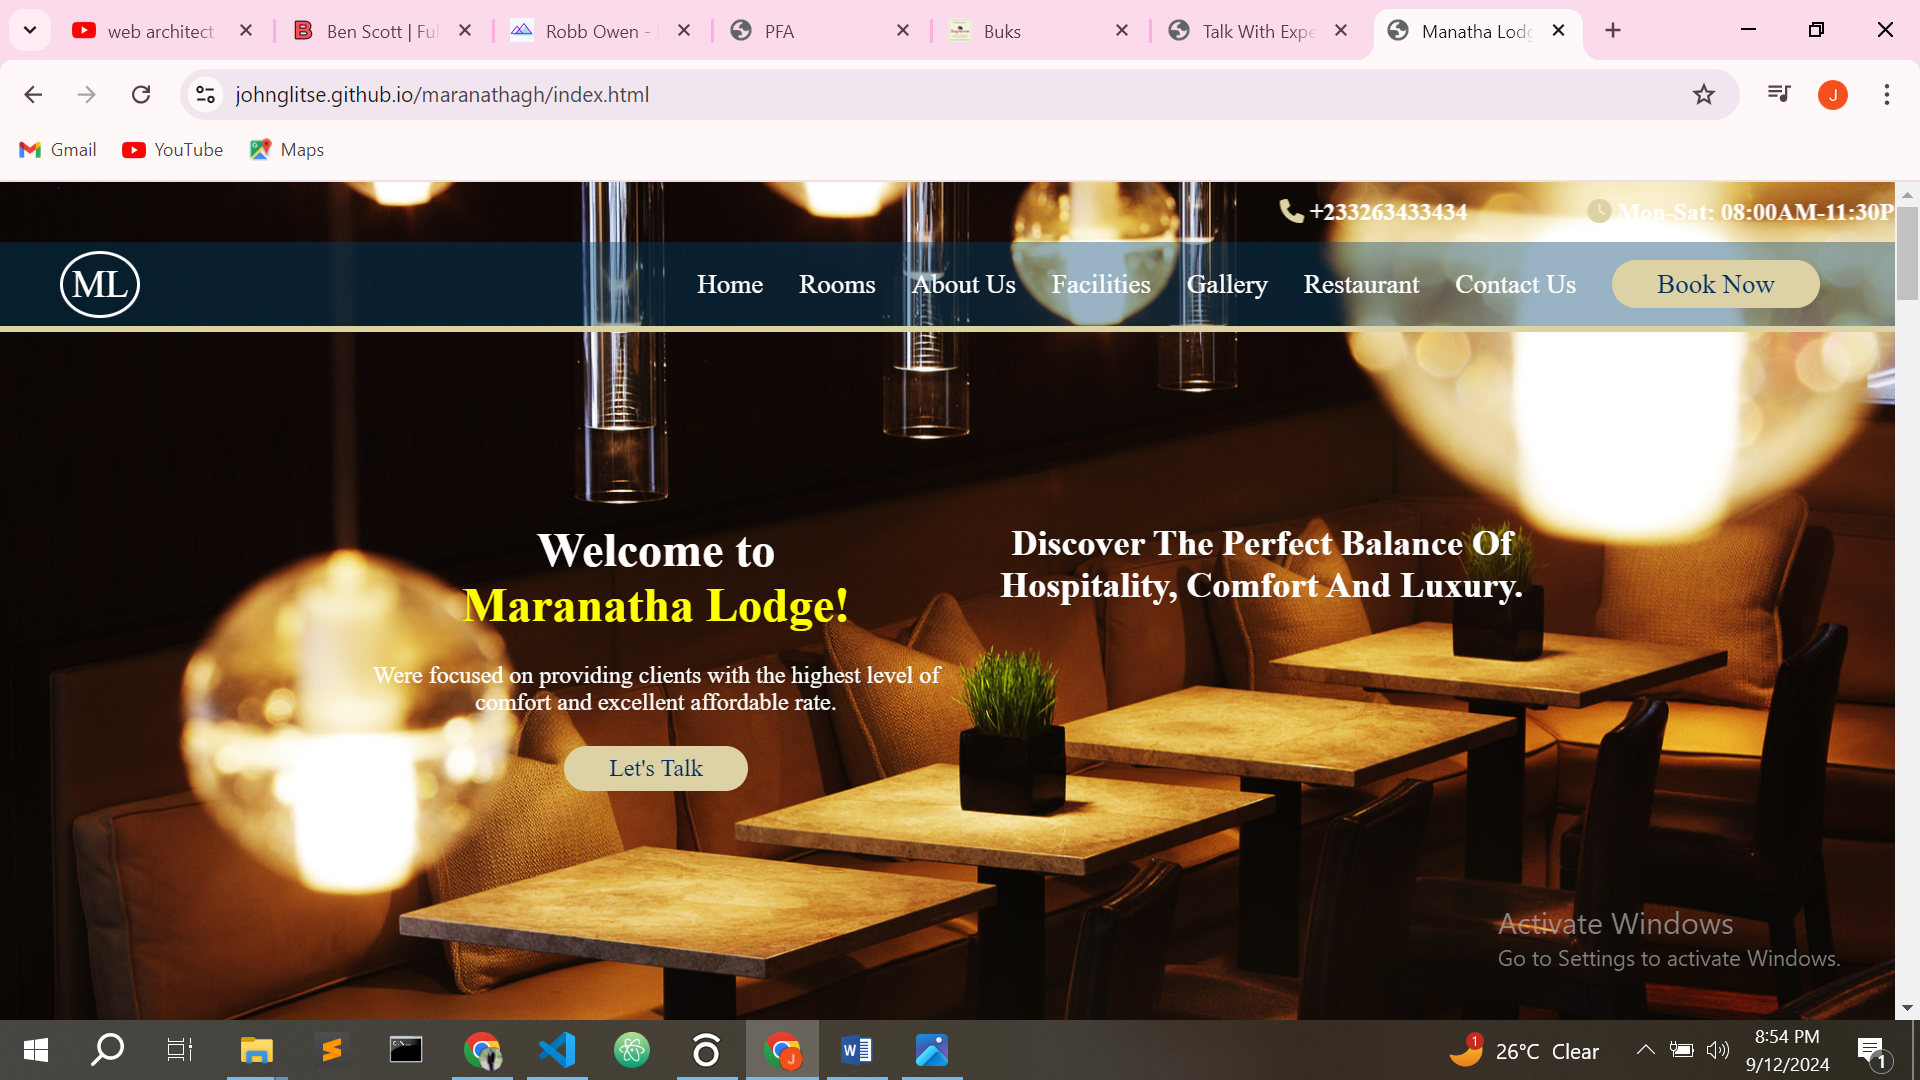 web architect
Ben Scott | Ful
Robb Owen -
PFA
Buks
Talk With Expe
Manatha Lodg
johnglitse.github.io/maranathagh/index.html
J
Gmail
YouTube
Maps
+233263433434
Mon-Sat: 08:00AM-11:30P
ML
Home
Rooms
About Us
Facilities
Gallery
Restaurant
Contact Us
Book Now
Welcome to
Maranatha Lodge!
Discover The Perfect Balance Of
Hospitality, Comfort And Luxury.
Were focused on providing clients with the highest level of
comfort and excellent affordable rate.
Let's Talk
Activate Windows
Go to Settings to activate Windows.
J
1
26°C Clear
8:54 PM
9/12/2024
1